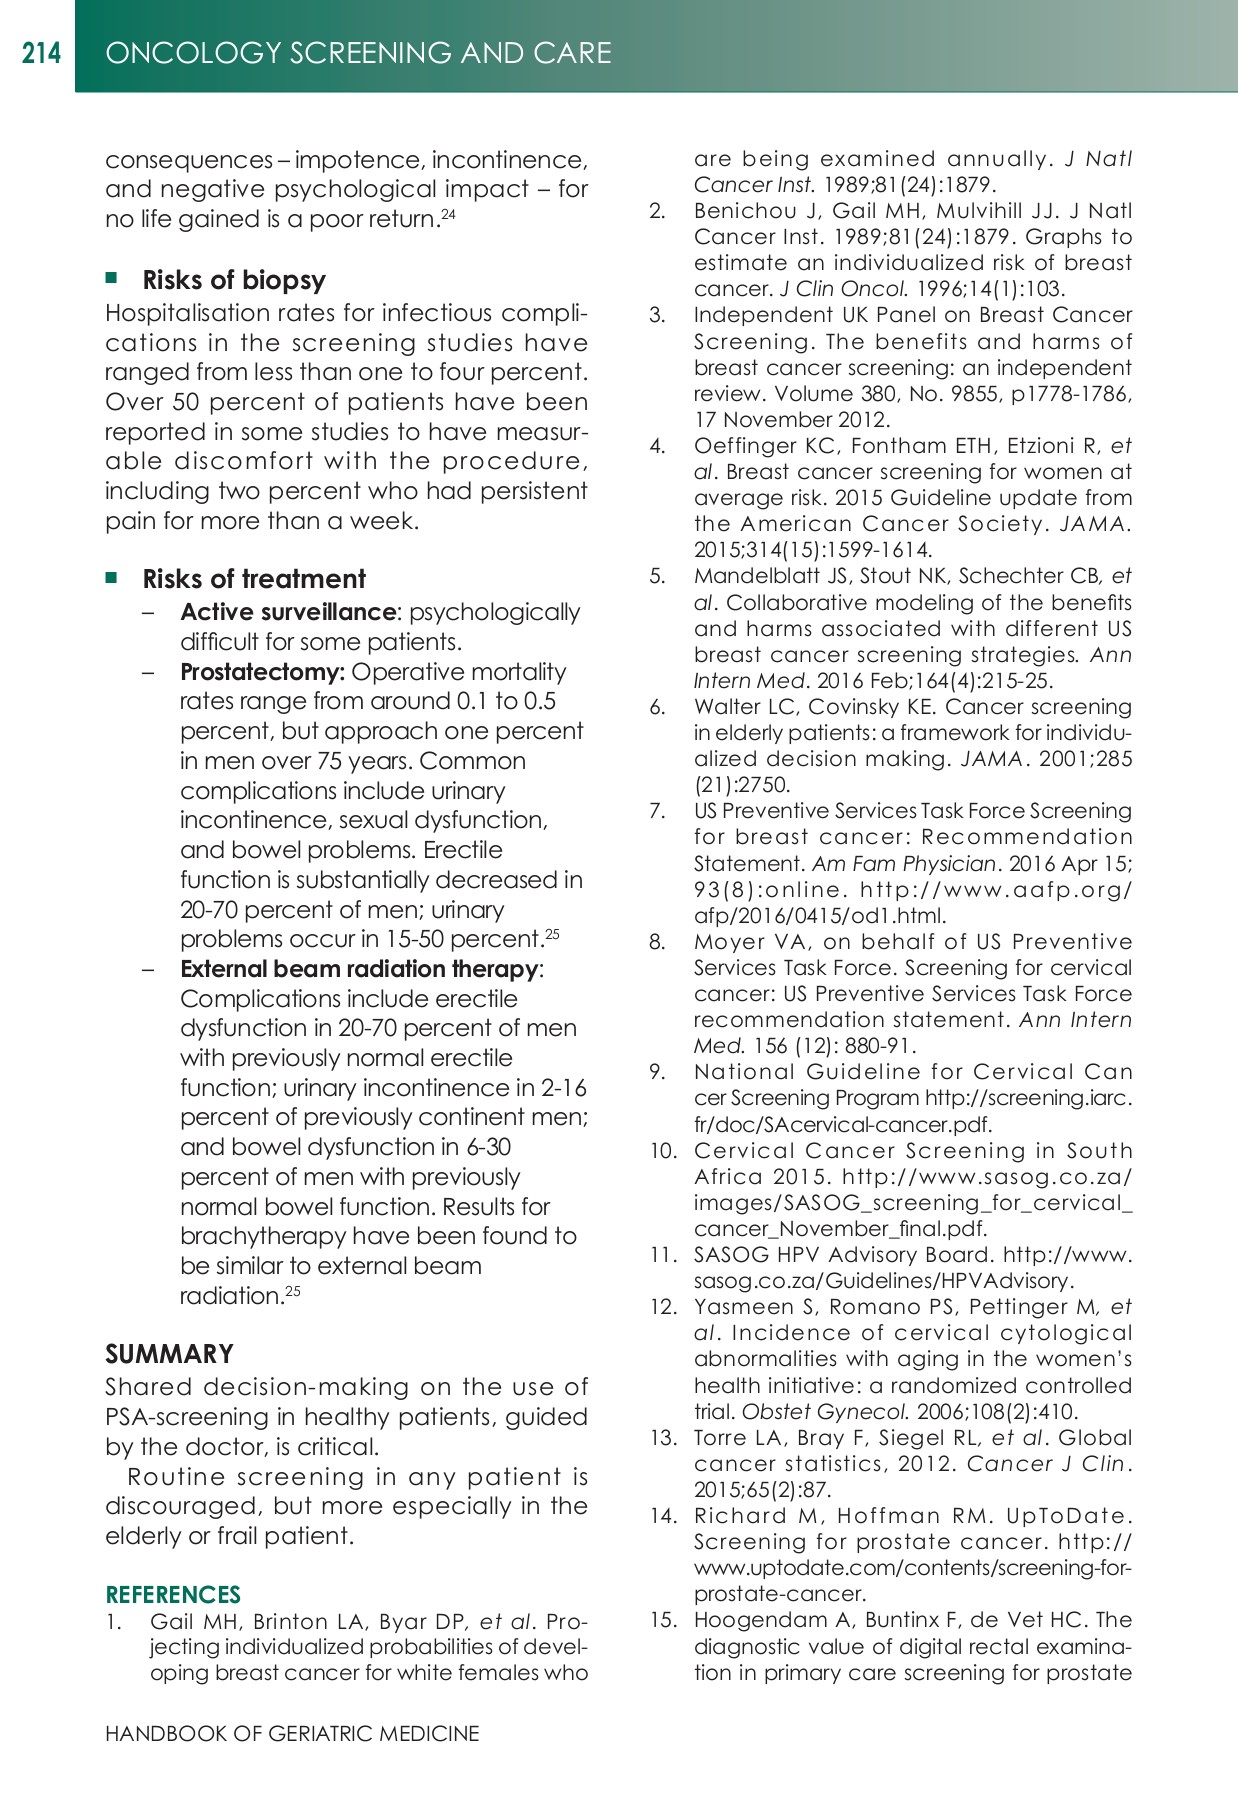 214
ONCOLOGY SCREENING AND CARE
consequences – impotence, incontinence,
and negative psychological impact – for
no life gained is a poor return.24
■ Risks of biopsy
Hospitalisation rates for infectious compli-
cations in the screening studies have
ranged from less than one to four percent.
Over 50 percent of patients have been
reported in some studies to have measur-
able discomfort with the procedure,
including two percent who had persistent
pain for more than a week.
■ Risks of treatment
– Active surveillance: psychologically
difficult for some patients.
– Prostatectomy: Operative mortality
rates range from around 0.1 to 0.5
percent, but approach one percent
in men over 75 years. Common
complications include urinary
incontinence, sexual dysfunction,
and bowel problems. Erectile
function is substantially decreased in
20-70 percent of men; urinary
problems occur in 15-50 percent.25
– External beam radiation therapy:
Complications include erectile
dysfunction in 20-70 percent of men
with previously normal erectile
function; urinary incontinence in 2-16
percent of previously continent men;
and bowel dysfunction in 6-30
percent of men with previously
normal bowel function. Results for
brachytherapy have been found to
be similar to external beam
radiation.25
SUMMARY
Shared decision-making on the use of
PSA-screening in healthy patients, guided
by the doctor, is critical.
Routine screening in any patient is
discouraged, but more especially in the
elderly or frail patient.
REFERENCES
1. Gail MH, Brinton LA, Byar DP, et al. Pro-
jecting individualized probabilities of devel-
oping breast cancer for white females who
are being examined annually. J Natl
Cancer Inst. 1989;81(24):1879.
2. Benichou J, Gail MH, Mulvihill JJ. J Natl
Cancer Inst. 1989;81(24):1879. Graphs to
estimate an individualized risk of breast
cancer. J Clin Oncol. 1996;14(1):103.
3. Independent UK Panel on Breast Cancer
Screening. The benefits and harms of
breast cancer screening: an independent
review. Volume 380, No. 9855, p1778-1786,
17 November 2012.
4. Oeffinger KC, Fontham ETH, Etzioni R, et
al. Breast cancer screening for women at
average risk. 2015 Guideline update from
the American Cancer Society. JAMA.
2015;314(15):1599-1614.
5. Mandelblatt JS, Stout NK, Schechter CB, et
al. Collaborative modeling of the benefits
and harms associated with different US
breast cancer screening strategies. Ann
Intern Med. 2016 Feb;164(4):215-25.
6. Walter LC, Covinsky KE. Cancer screening
in elderly patients: a framework for individu-
alized decision making. JAMA. 2001;285
(21):2750.
7. US Preventive Services Task Force Screening
for breast cancer: Recommendation
Statement. Am Fam Physician. 2016 Apr 15;
93(8):online. http://www.aafp.org/
afp/2016/0415/od1.html.
8. Moyer VA, on behalf of US Preventive
Services Task Force. Screening for cervical
cancer: US Preventive Services Task Force
recommendation statement. Ann Intern
Med. 156 (12): 880-91.
9. National Guideline for Cervical Can
cer Screening Program http://screening.iarc.
fr/doc/SAcervical-cancer.pdf.
10. Cervical Cancer Screening in South
Africa 2015. http://www.sasog.co.za/
images/SASOG_screening_for_cervical_
cancer_November_final.pdf.
11. SASOG HPV Advisory Board. http://www.
sasog.co.za/Guidelines/HPVAdvisory.
12. Yasmeen S, Romano PS, Pettinger M, et
al. Incidence of cervical cytological
abnormalities with aging in the women's
health initiative: a randomized controlled
trial. Obstet Gynecol. 2006;108(2):410.
13. Torre LA, Bray F, Siegel RL, et al. Global
cancer statistics, 2012. Cancer J Clin.
2015;65(2):87.
14. Richard M, Hoffman RM. UpToDate.
Screening for prostate cancer. http://
www.uptodate.com/contents/screening-for-
prostate-cancer.
15. Hoogendam A, Buntinx F, de Vet HC. The
diagnostic value of digital rectal examina-
tion in primary care screening for prostate
HANDBOOK OF GERIATRIC MEDICINE